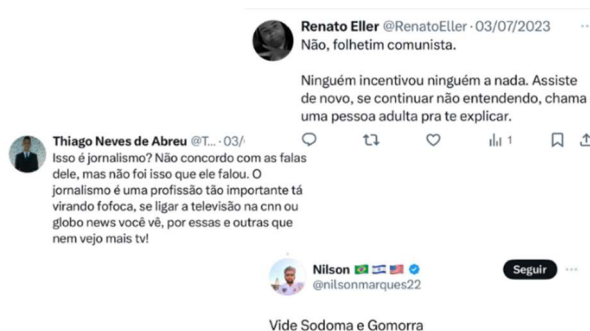 Renato Eller @RenatoEller · 03/07/2023
Não, folhetim comunista.
Ninguém incentivou ninguém a nada. Assiste
de novo, se continuar não entendendo, chama
uma pessoa adulta pra te explicar.
1
Thiago Neves de Abreu @T... · 03/
Isso é jornalismo? Não concordo com as falas
dele, mas não foi isso que ele falou. O
jornalismo é uma profissão tão importante tá
virando fofoca, se ligar a televisão na cnn ou
globo news você vê, por essas e outras que
nem vejo mais tv!
Nilson
Seguir
@nilsonmarques22
Vide Sodoma e Gomorra